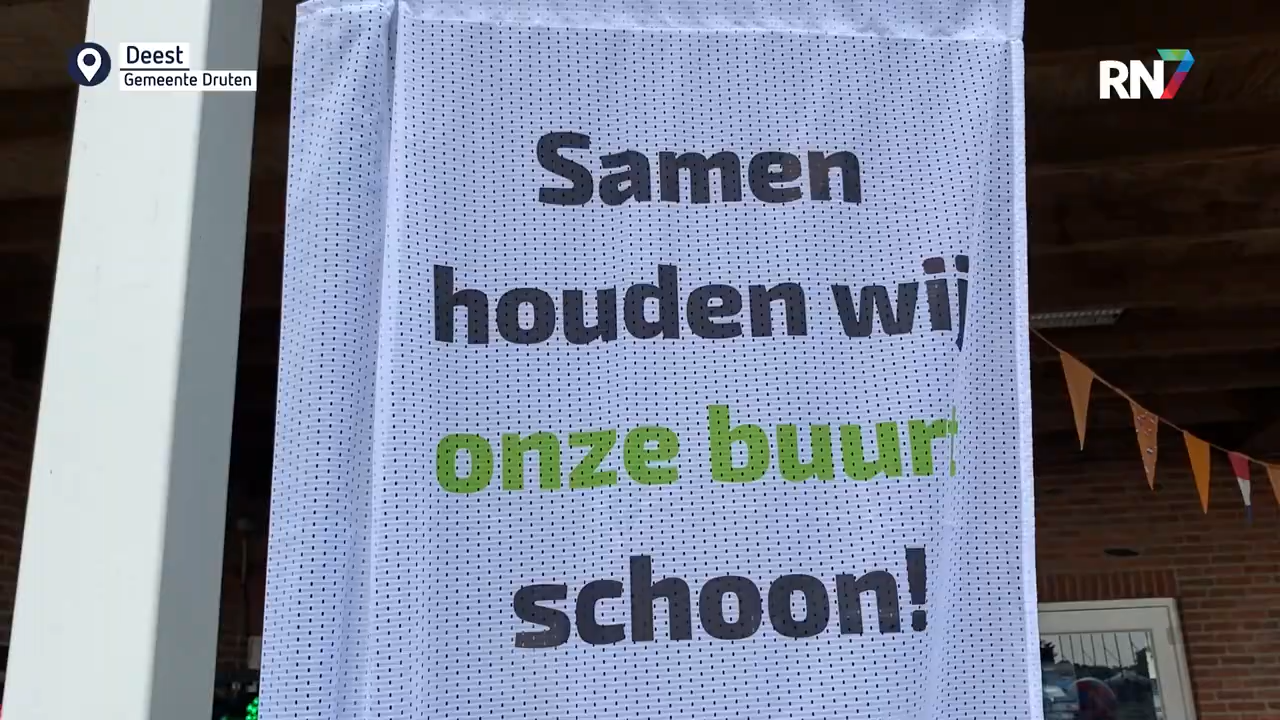 Deest
Gemeente Druten
RN7
Samen
houden wij
onze buurt
schoon!